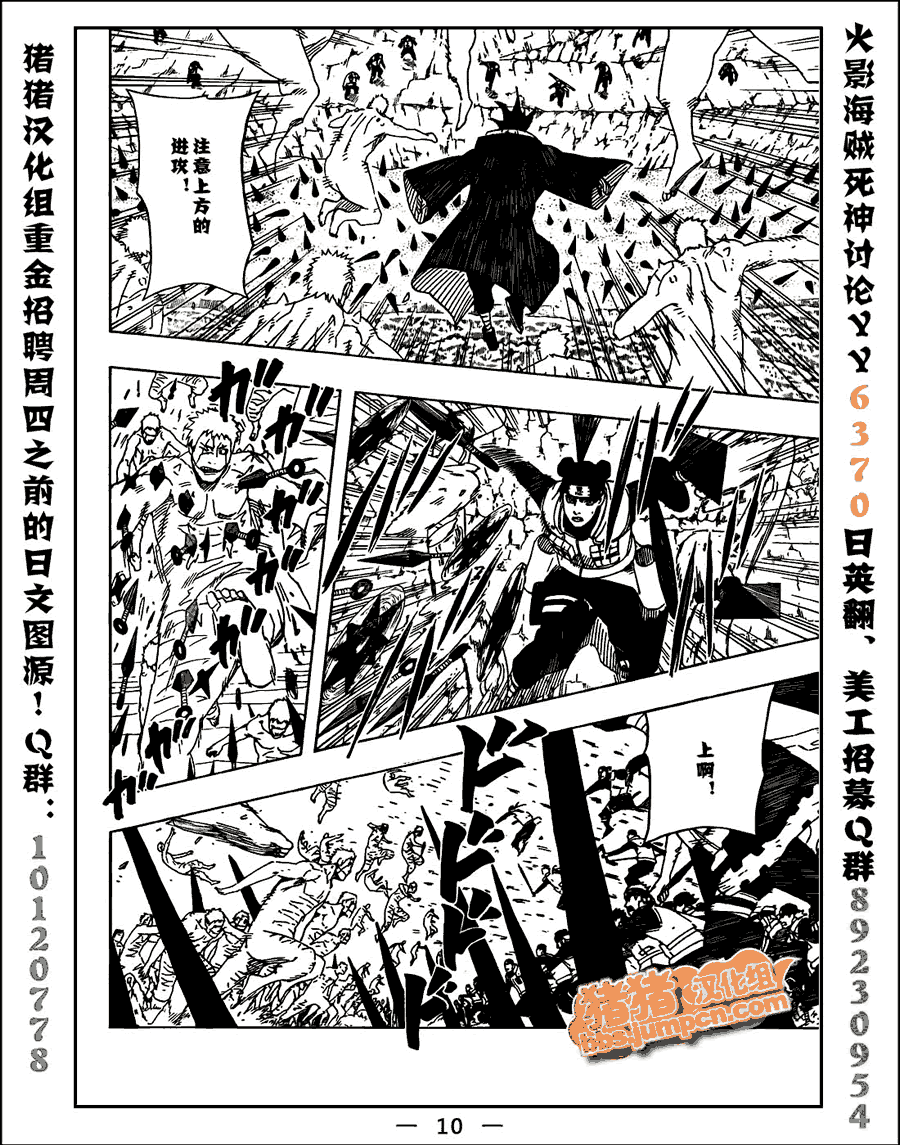 猪猪汉化组重金招聘周四之前的日文图源！Q群：10120778
火影海贼死神讨论YY6370日英翻、美工招募Q群89230954
注意上方的
进攻！
ガガガガ
上啊！
ドドドド
猪猪汉化组
bbs.jumpcn.com
— 10 —